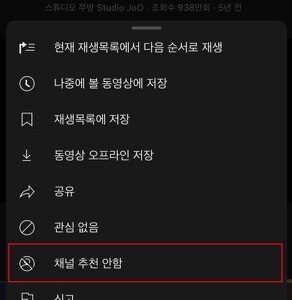 스튜디오 쭈방 Studio JoD · 조회수 938만회 · 5년 전
현재 재생목록에서 다음 순서로 재생
나중에 볼 동영상에 저장
재생목록에 저장
동영상 오프라인 저장
공유
관심 없음
채널 추천 안함
신고